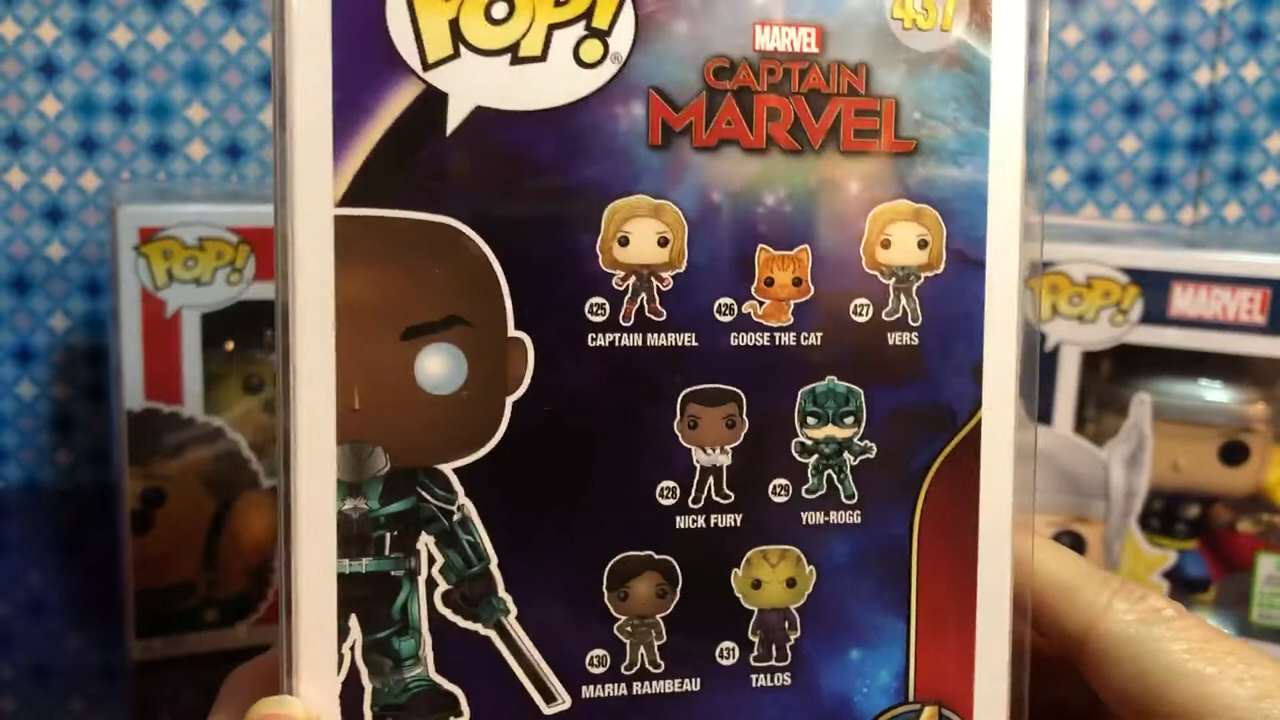 POP!
®
437
MARVEL
CAPTAIN
MARVEL
425
CAPTAIN MARVEL
426
GOOSE THE CAT
427
VERS
428
NICK FURY
429
YON-ROGG
430
MARIA RAMBEAU
431
TALOS
POP!
POP!
MARVEL